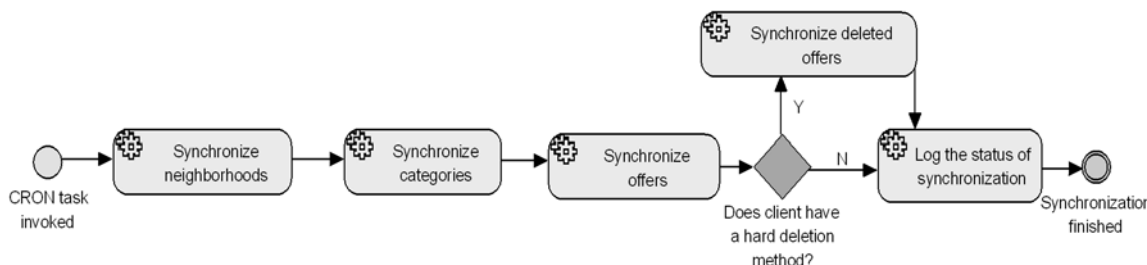 Synchronize deleted
offers
Y
Synchronize
neighborhoods
Synchronize
categories
Synchronize
offers
N
Log the status of
synchronization
CRON task
invoked
Does client have
a hard deletion
method?
Synchronization
finished